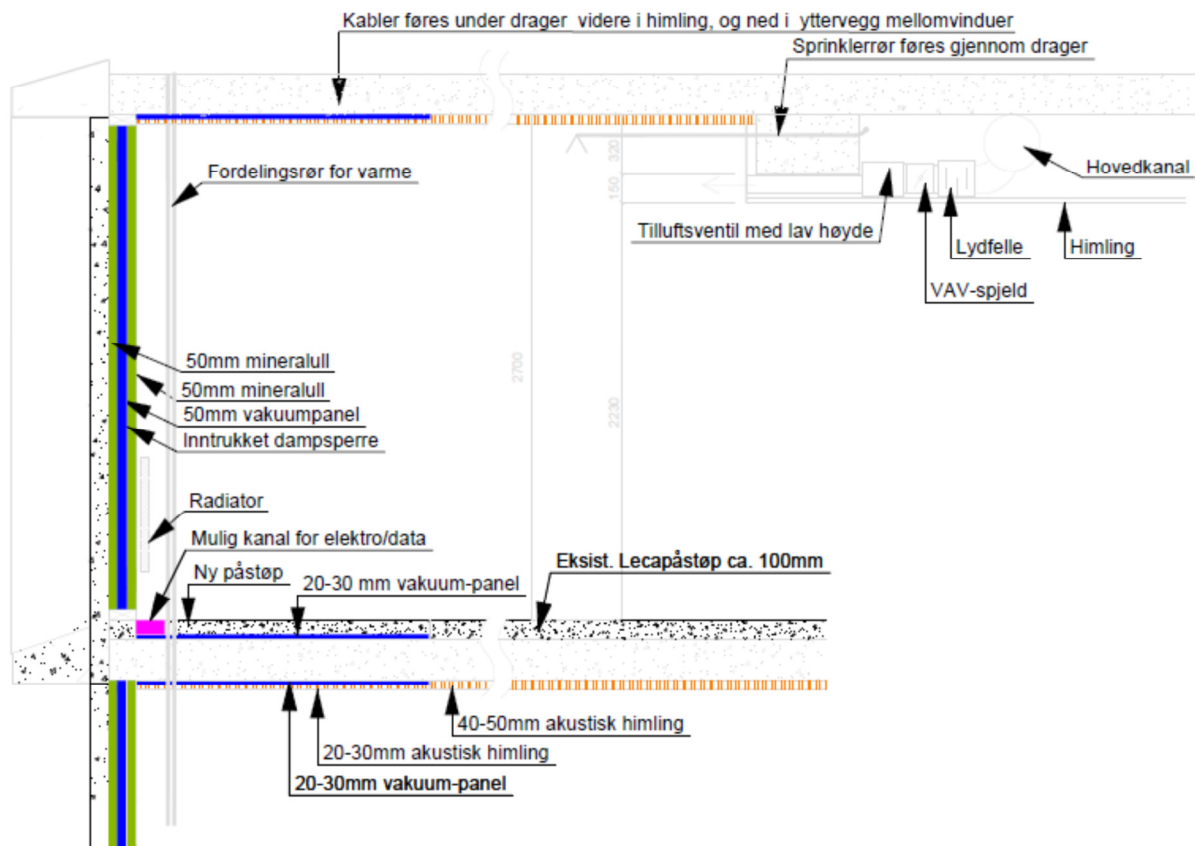 Kabler føres under drager videre i himling, og ned i yttervegg mellomvinduer
Sprinklerrør føres gjennom drager
Fordelingsrør for varme
320
150
Hovedkanal
Tilluftsventil med lav høyde
Lydfelle
Himling
VAV-spjeld
2700
2230
50mm mineralull
50mm mineralull
50mm vakuumpanel
Inntrukket dampsperre
Radiator
Mulig kanal for elektro/data
Ny påstøp
20-30 mm vakuum-panel
Eksist. Lecapåstøp ca. 100mm
40-50mm akustisk himling
20-30mm akustisk himling
20-30mm vakuum-panel